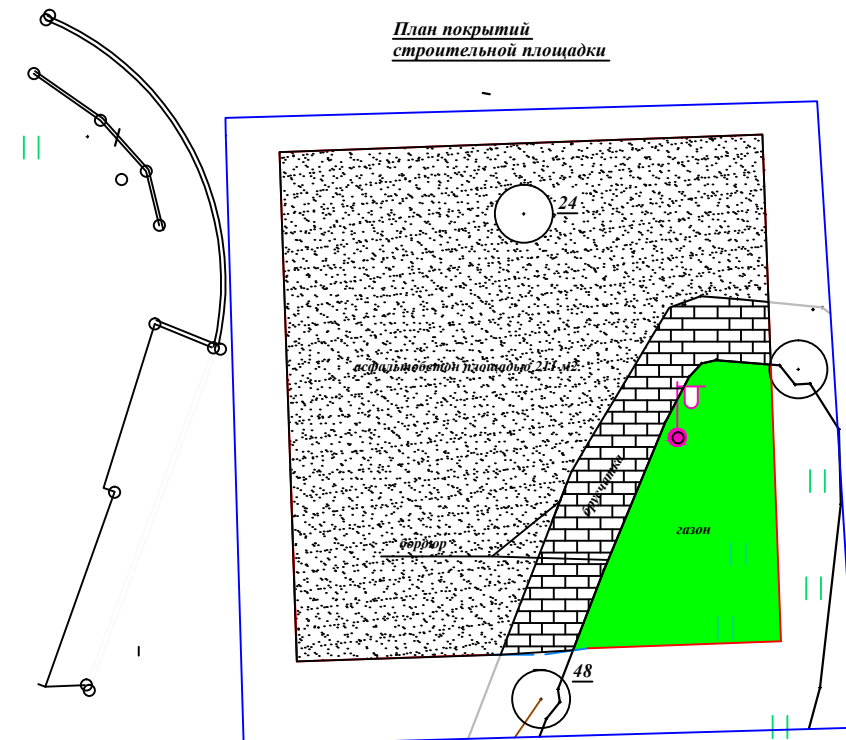 План покрытий
строительной площадки
24
асфальтобетон площадью 211 м2
брусчатка
газон
бордюр
48